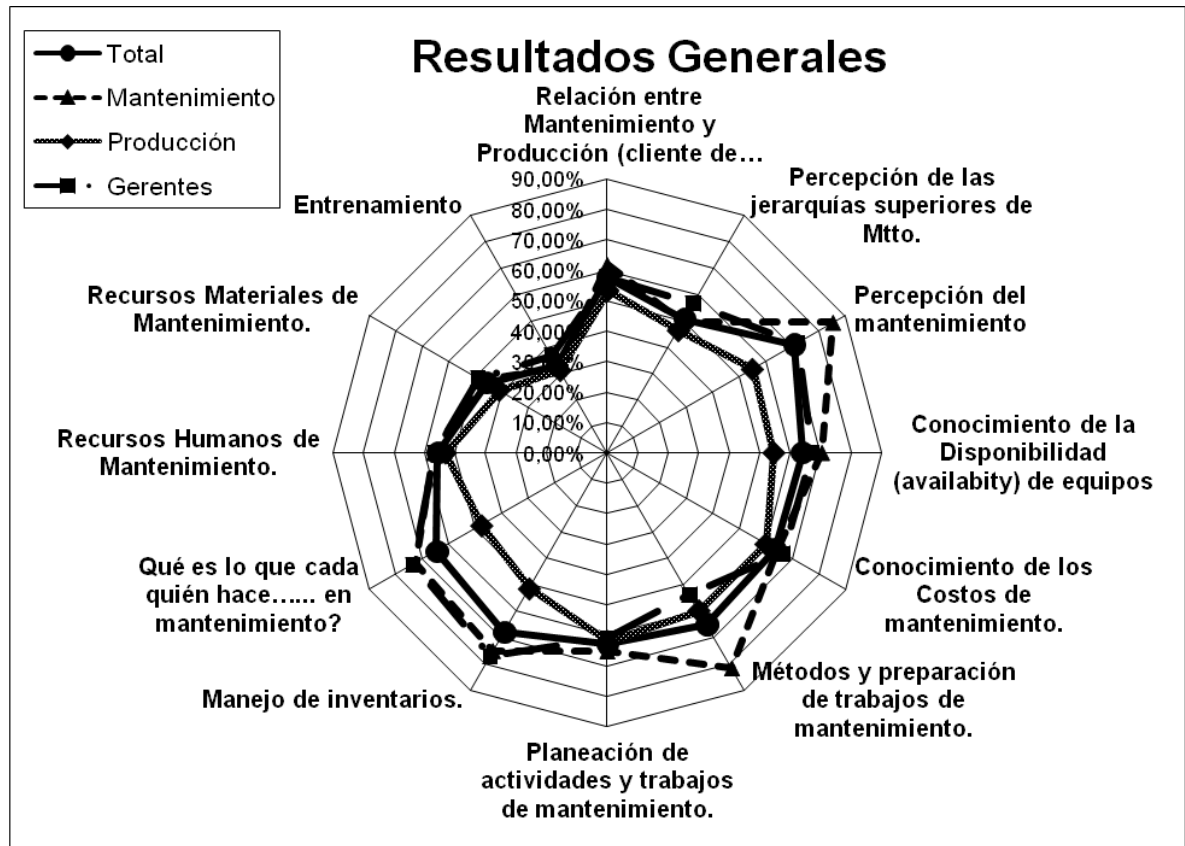 Total
Mantenimiento
Producción
Gerentes
Resultados Generales
Relación entre
Mantenimiento y
Producción (cliente de…
Percepción de las
jerarquías superiores de
Mtto.
Percepción del
mantenimiento
Conocimiento de la
Disponibilidad
(availabity) de equipos
Conocimiento de los
Costos de
mantenimiento.
Métodos y preparación
de trabajos de
mantenimiento.
Planeación de
actividades y trabajos
de mantenimiento.
Manejo de inventarios.
Qué es lo que cada
quién hace…... en
mantenimiento?
Recursos Humanos de
Mantenimiento.
Recursos Materiales de
Mantenimiento.
Entrenamiento
90,00%
80,00%
70,00%
60,00%
50,00%
40,00%
30,00%
20,00%
10,00%
0,00%